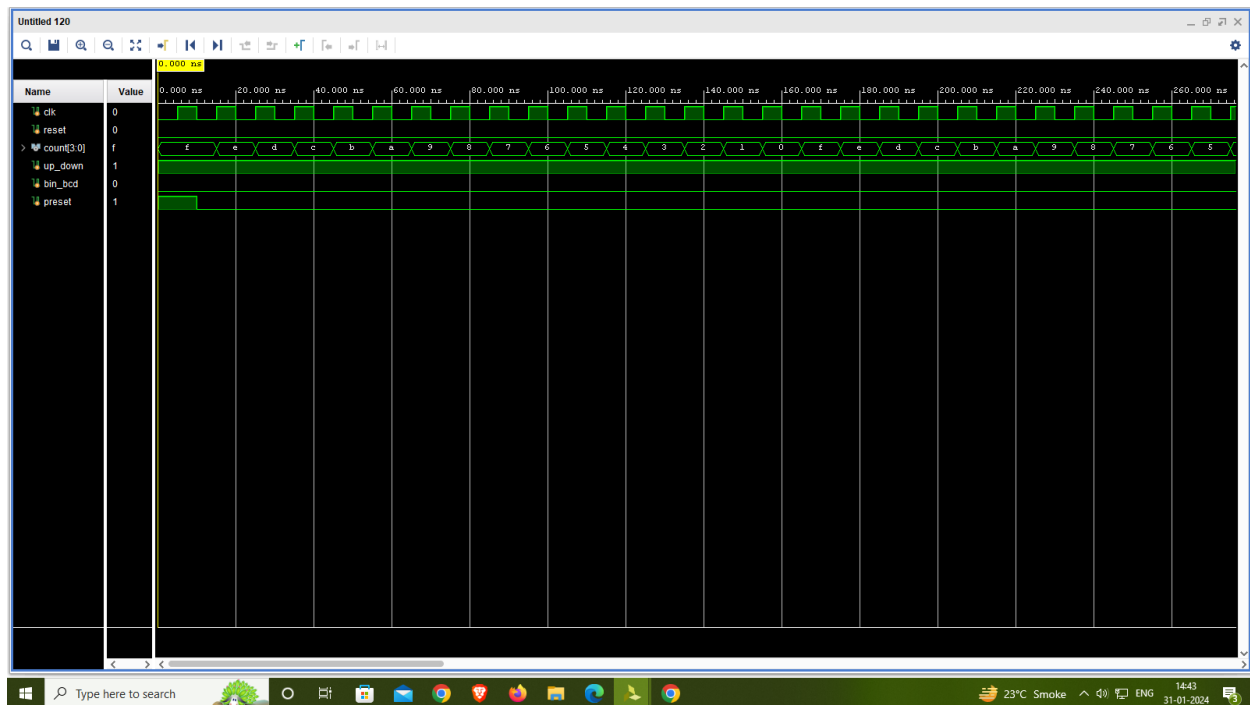 Untitled 120
0.000 ns
Name Value 0.000 ns 20.000 ns 40.000 ns 60.000 ns 80.000 ns 100.000 ns 120.000 ns 140.000 ns 160.000 ns 180.000 ns 200.000 ns 220.000 ns 240.000 ns 260.000 ns
clk 0
reset 0
count[3:0] f f e d c b a 9 8 7 6 5 4 3 2 1 0 f e d c b a 9 8 7 6 5
up_down 1
bin_bcd 0
preset 1
Type here to search 23°C Smoke ENG 14:43
31-01-2024 3